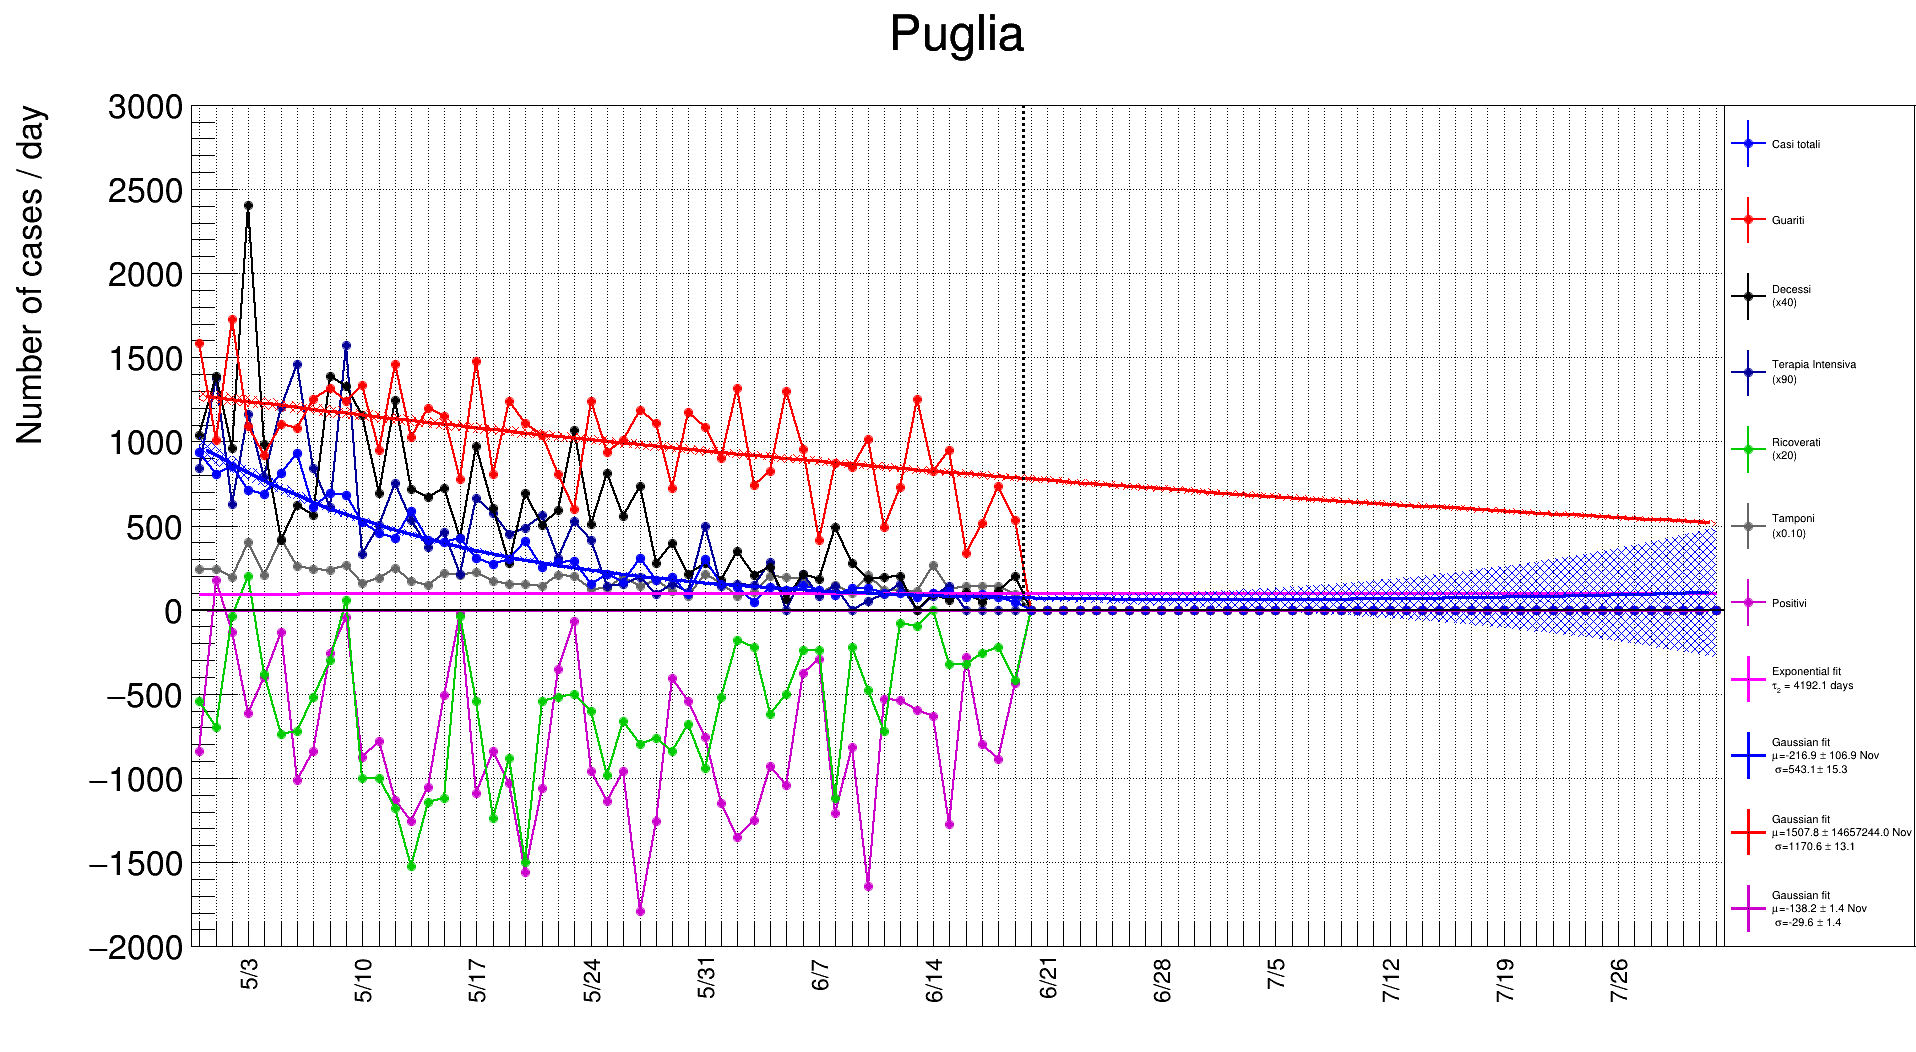 Puglia
Number of cases / day
3000
2500
2000
1500
1000
500
0
−500
−1000
−1500
−2000
5/3
5/10
5/17
5/24
5/31
6/7
6/14
6/21
6/28
7/5
7/12
7/19
7/26
Casi totali
Guariti
Decessi
(x40)
Terapia Intensiva
(x90)
Ricoverati
(x20)
Tamponi
(x0.10)
Positivi
Exponential fit
τ₂ = 4192.1 days
Gaussian fit
μ=-216.9 ± 106.9 Nov
σ=543.1± 15.3
Gaussian fit
μ=1507.8 ± 14657244.0 Nov
σ=1170.6 ± 13.1
Gaussian fit
μ=-138.2 ± 1.4 Nov
σ=-29.6 ± 1.4